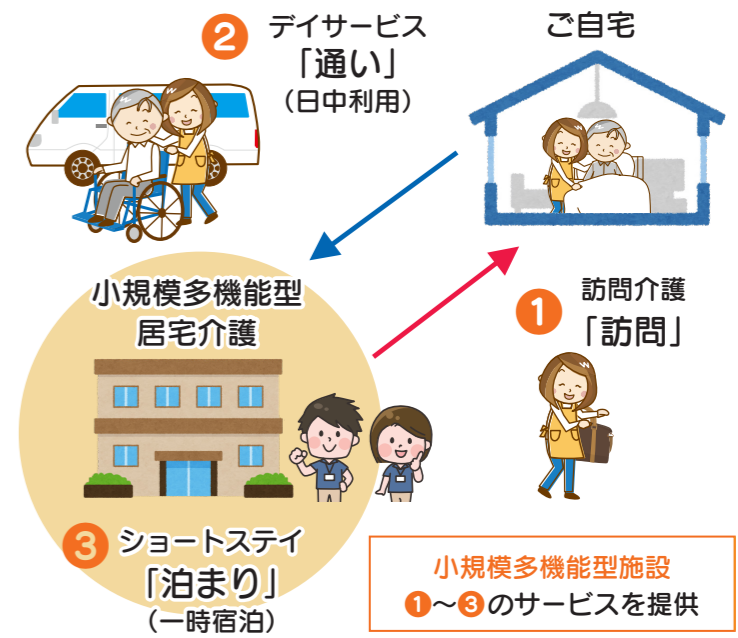 ❷ デイサービス
「通い」
（日中利用）
ご自宅
小規模多機能型
居宅介護
❶ 訪問介護
「訪問」
❸ ショートステイ
「泊まり」
（一時宿泊）
小規模多機能型施設
❶～❸のサービスを提供